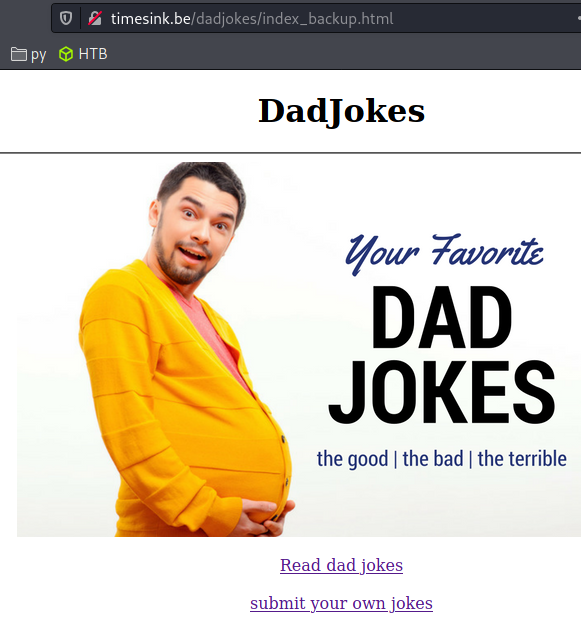 timesink.be/dadjokes/index_backup.html
py HTB
DadJokes
Your Favorite
DAD
JOKES
the good | the bad | the terrible
Read dad jokes
submit your own jokes